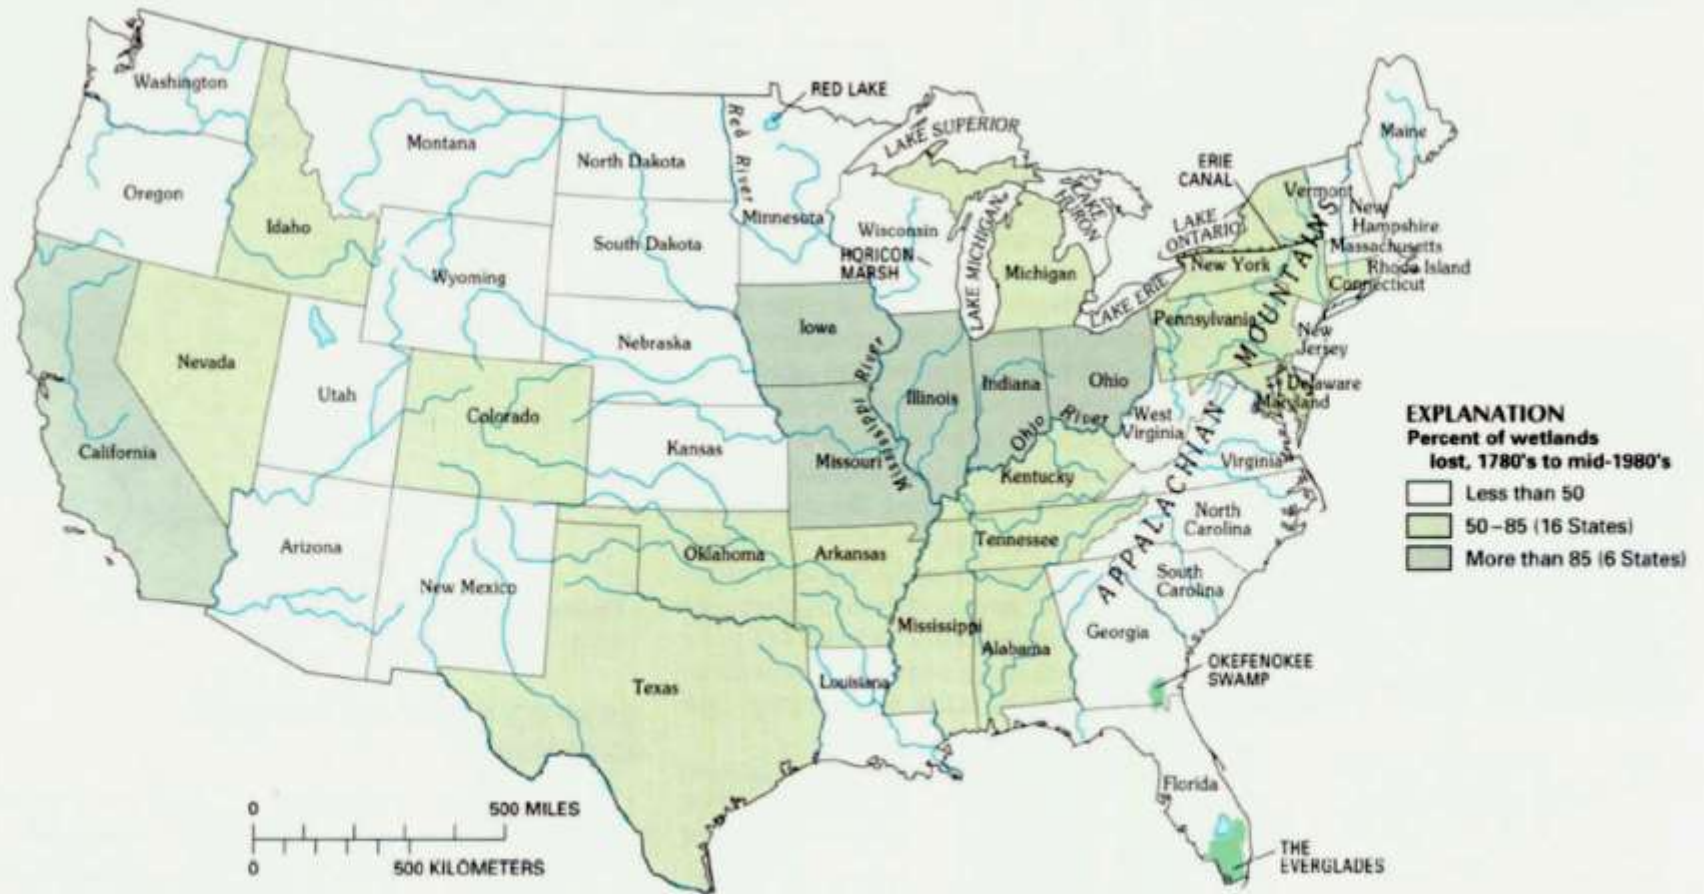 Washington
Montana
North Dakota
Red River
RED LAKE
LAKE SUPERIOR
Maine
Oregon
Idaho
Wyoming
South Dakota
Minnesota
Wisconsin
HORICON
MARSH
LAKE MICHIGAN
LAKE
HURON
Michigan
ERIE
CANAL
LAKE
ONTARIO
LAKE ERIE
Vermont
New
Hampshire
Massachusetts
Rhode Island
Connecticut
New York
Pennsylvania
New
Jersey
Delaware
Maryland
Nevada
Utah
Colorado
Nebraska
Iowa
Illinois
Indiana
Ohio
California
Kansas
Missouri
Mississippi River
Ohio River
West
Virginia
Virginia
Kentucky
APPALACHIAN MOUNTAINS
North
Carolina
Arizona
New Mexico
Oklahoma
Arkansas
Tennessee
South
Carolina
Texas
Louisiana
Mississippi
Alabama
Georgia
OKEFENOKEE
SWAMP
Florida
THE
EVERGLADES
EXPLANATION
Percent of wetlands
lost, 1780's to mid-1980's
Less than 50
50–85 (16 States)
More than 85 (6 States)
0 500 MILES
0 500 KILOMETERS